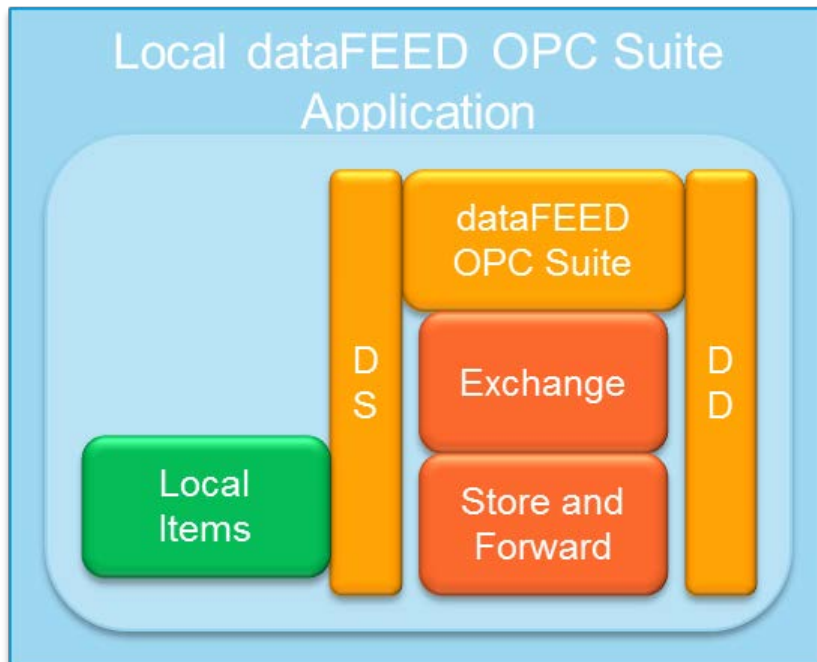 Local dataFEED OPC Suite
Application
dataFEED
OPC Suite
D
S
D
D
Exchange
Local
Items
Store and
Forward